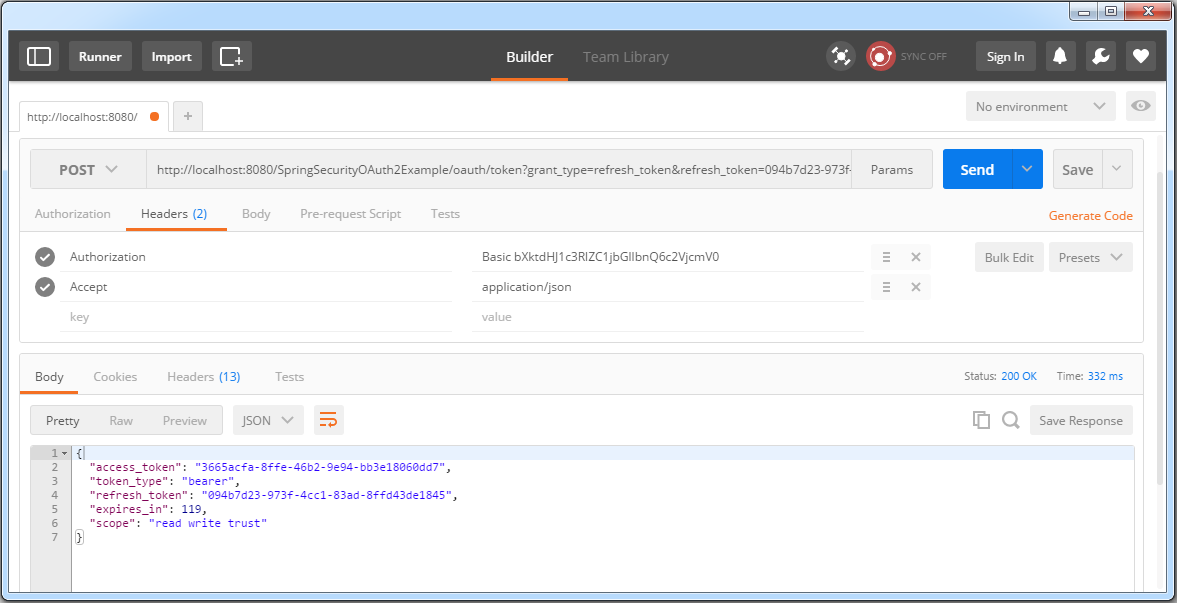 Runner Import Builder Team Library SYNC OFF Sign In
http://localhost:8080/ + No environment
POST http://localhost:8080/SpringSecurityOAuth2Example/oauth/token?grant_type=refresh_token&refresh_token=094b7d23-973f- Params Send Save
Authorization Headers (2) Body Pre-request Script Tests Generate Code
Authorization Basic bXktdHJ1c3RlZC1jbGllbnQ6c2VjcmV0 Bulk Edit Presets
Accept application/json
key value
Body Cookies Headers (13) Tests Status: 200 OK Time: 332 ms
Pretty Raw Preview JSON Save Response
1 {
2 "access_token": "3665acfa-8ffe-46b2-9e94-bb3e18060dd7",
3 "token_type": "bearer",
4 "refresh_token": "094b7d23-973f-4cc1-83ad-8ffd43de1845",
5 "expires_in": 119,
6 "scope": "read write trust"
7 }